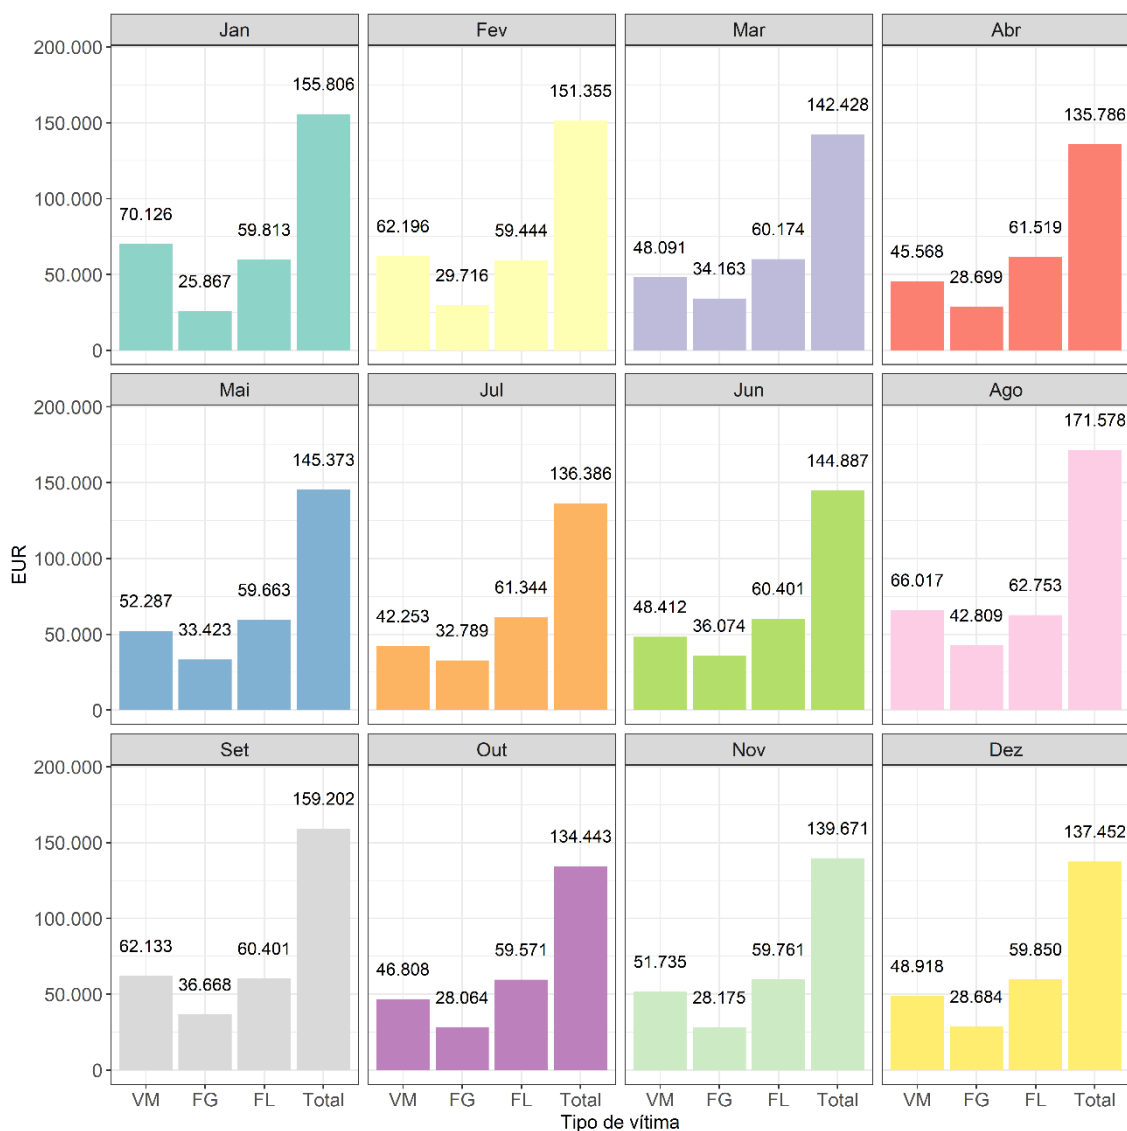 Jan Fev Mar Abr
200.000
150.000
100.000
50.000
0
70.126 25.867 59.813 155.806
62.196 29.716 59.444 151.355
48.091 34.163 60.174 142.428
45.568 28.699 61.519 135.786
Mai Jul Jun Ago
EUR
200.000
150.000
100.000
50.000
0
52.287 33.423 59.663 145.373
42.253 32.789 61.344 136.386
48.412 36.074 60.401 144.887
66.017 42.809 62.753 171.578
Set Out Nov Dez
200.000
150.000
100.000
50.000
0
62.133 36.668 60.401 159.202
46.808 28.064 59.571 134.443
51.735 28.175 59.761 139.671
48.918 28.684 59.850 137.452
VM FG FL Total VM FG FL Total VM FG FL Total VM FG FL Total
Tipo de vítima